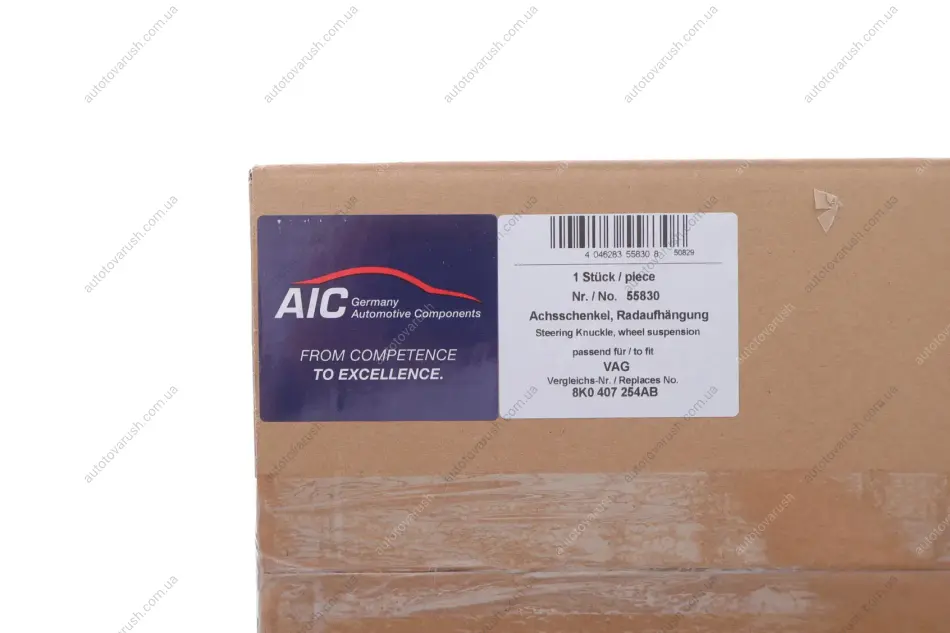 AIC Germany
Automotive Components
FROM COMPETENCE
TO EXCELLENCE.
4 046283 55830 8 50829
1 Stück / piece
Nr. / No. 55830
Achsschenkel, Radaufhängung
Steering Knuckle, wheel suspension
passend für / to fit
VAG
Vergleichs-Nr. / Replaces No.
8K0 407 254AB
autotovarush.com.ua